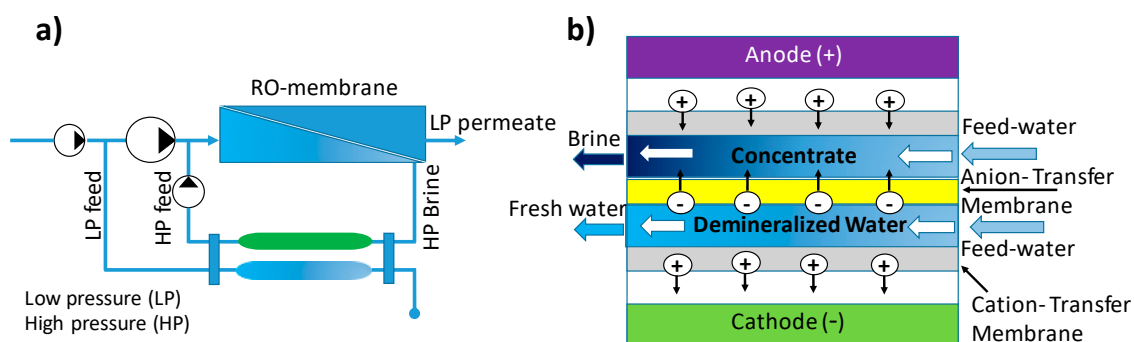 a)
RO-membrane
LP permeate
LP feed
HP feed
HP Brine
Low pressure (LP)
High pressure (HP)
b)
Anode (+)
+ + + +
Brine
Concentrate
Feed-water
Anion- Transfer
Membrane
- - - -
Fresh water
Demineralized Water
Feed-water
+ + + +
Cation- Transfer
Membrane
Cathode (-)